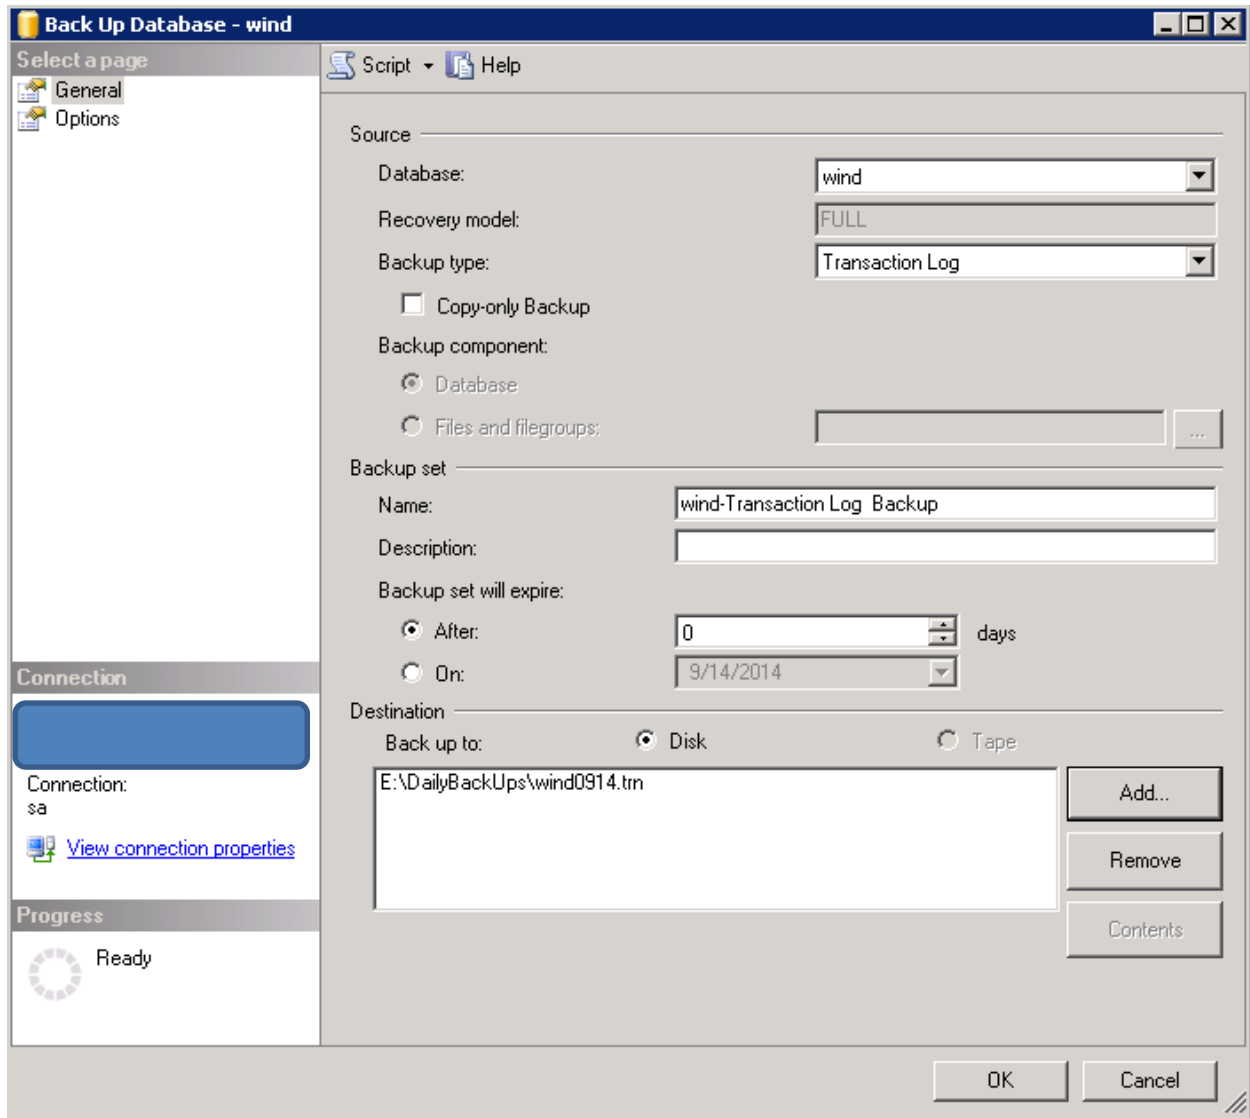 Back Up Database - wind
Select a page
General
Options
Script
Help
Source
Database:
wind
Recovery model:
FULL
Backup type:
Transaction Log
Copy-only Backup
Backup component:
Database
Files and filegroups:
...
Backup set
Name:
wind-Transaction Log  Backup
Description:
Backup set will expire:
After:
0
days
On:
9/14/2014
Destination
Back up to:
Disk
Tape
E:\DailyBackUps\wind0914.trn
Add...
Remove
Contents
Connection
Connection:
sa
View connection properties
Progress
Ready
OK
Cancel